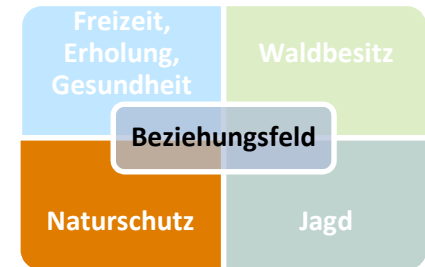 Freizeit,
Erholung,
Gesundheit
Waldbesitz
Beziehungsfeld
Naturschutz
Jagd